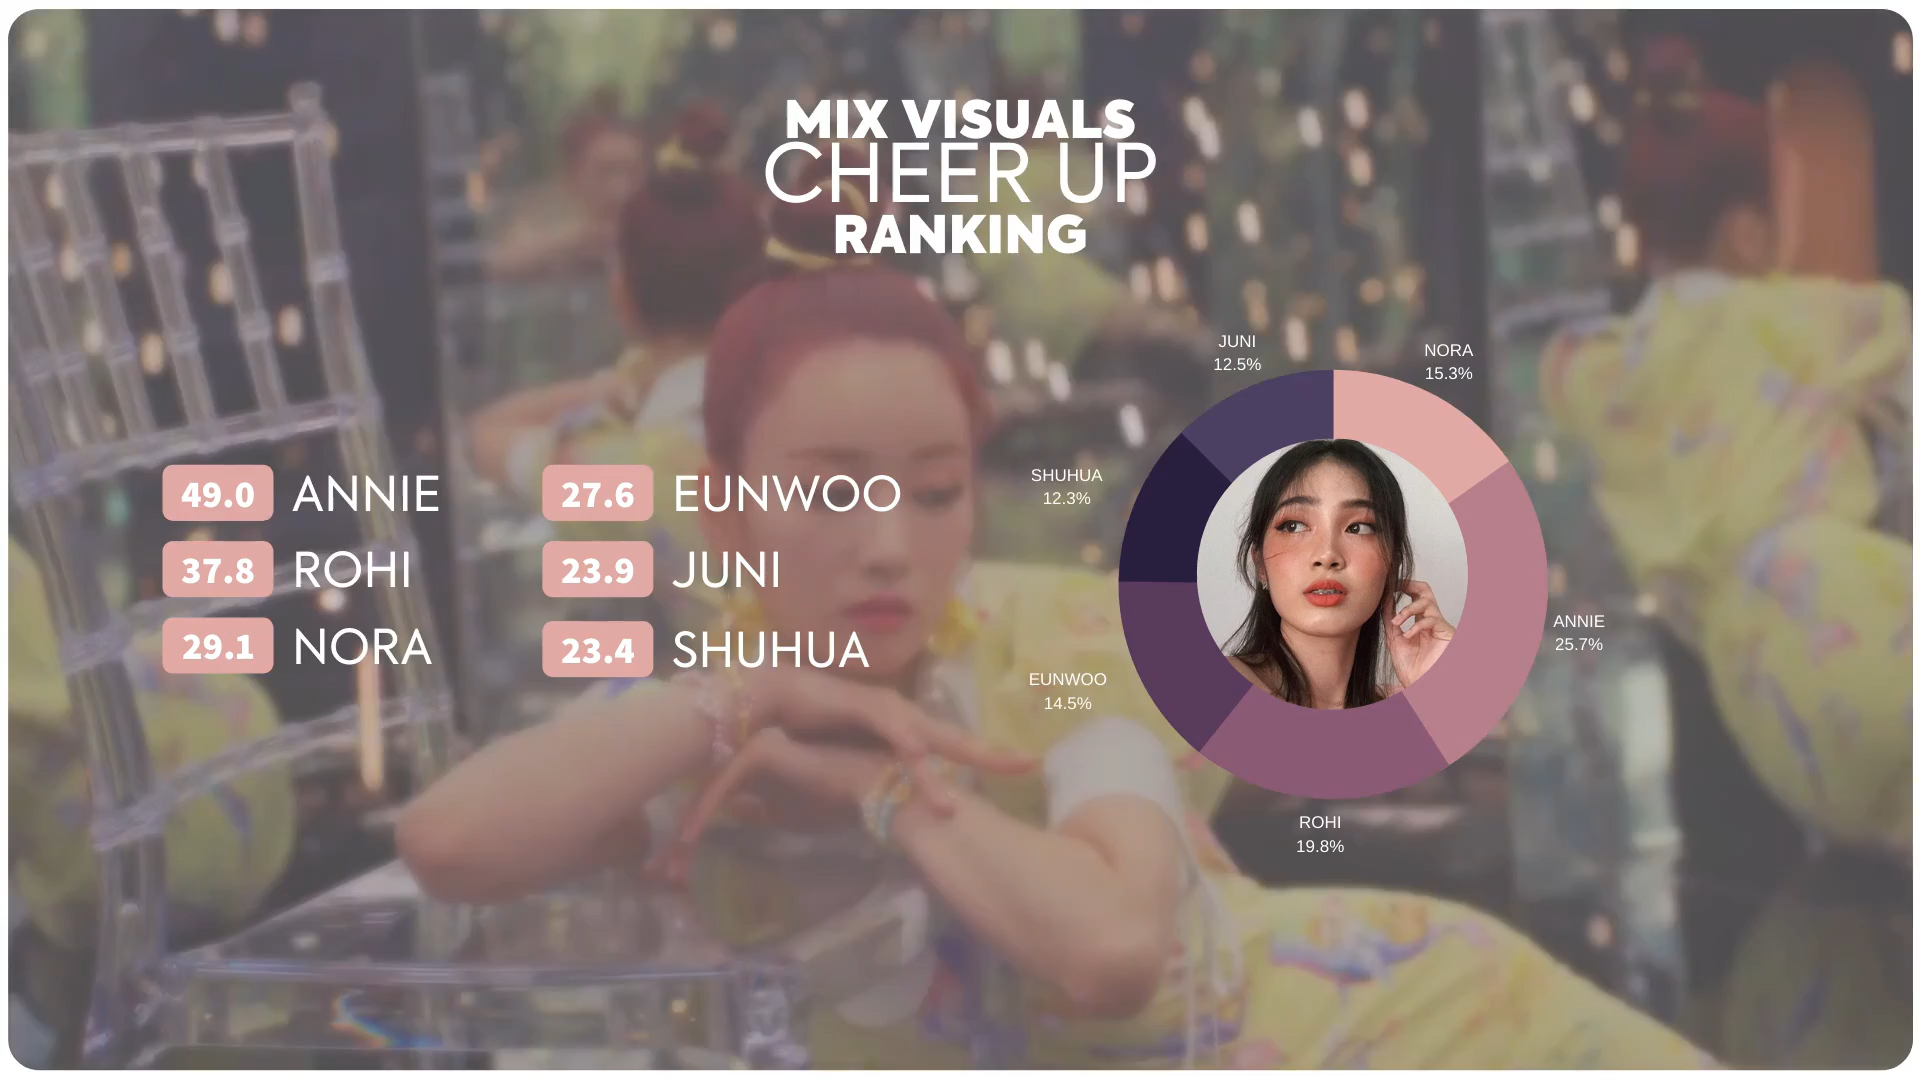 MIX VISUALS
CHEER UP
RANKING
49.0 ANNIE
37.8 ROHI
29.1 NORA
27.6 EUNWOO
23.9 JUNI
23.4 SHUHUA
JUNI
12.5%
NORA
15.3%
SHUHUA
12.3%
ANNIE
25.7%
EUNWOO
14.5%
ROHI
19.8%